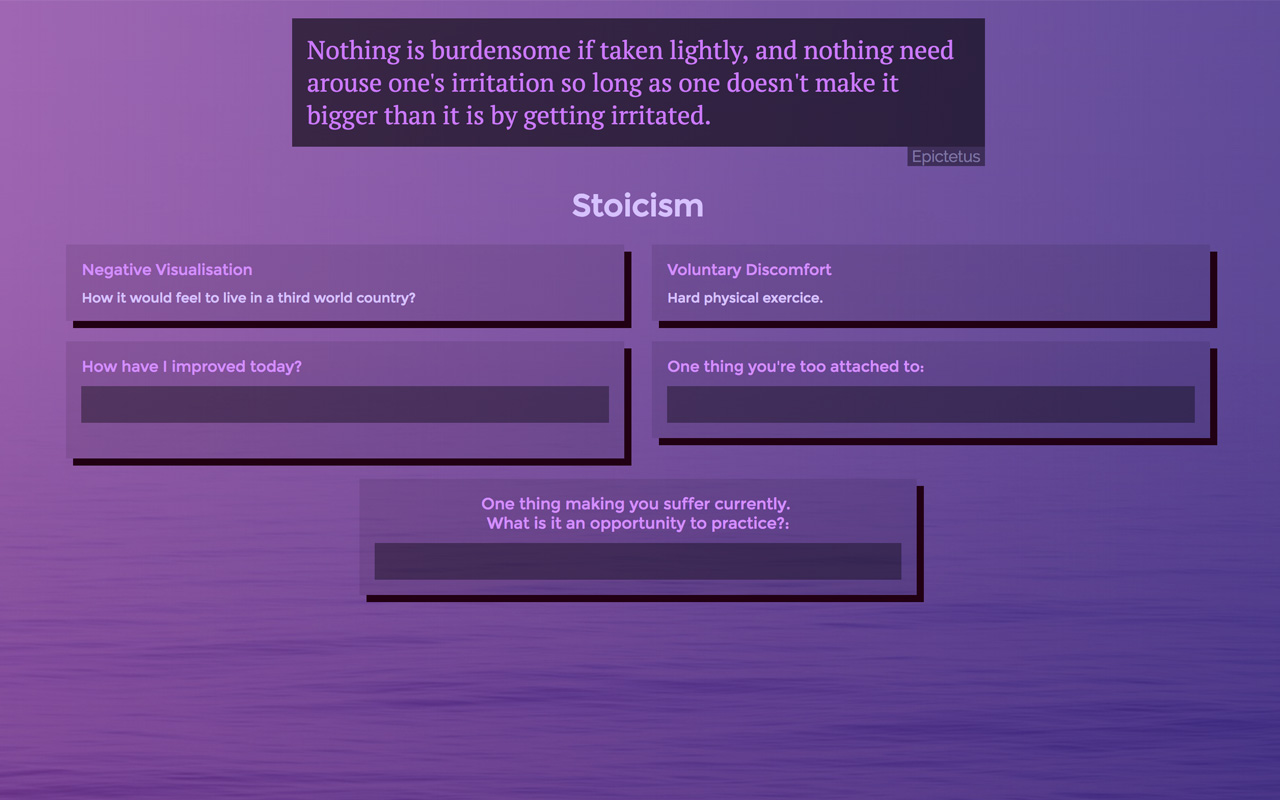 Nothing is burdensome if taken lightly, and nothing need
arouse one's irritation so long as one doesn't make it
bigger than it is by getting irritated.
Epictetus
Stoicism
Negative Visualisation
How it would feel to live in a third world country?
Voluntary Discomfort
Hard physical exercice.
How have I improved today?
One thing you're too attached to:
One thing making you suffer currently.
What is it an opportunity to practice?: